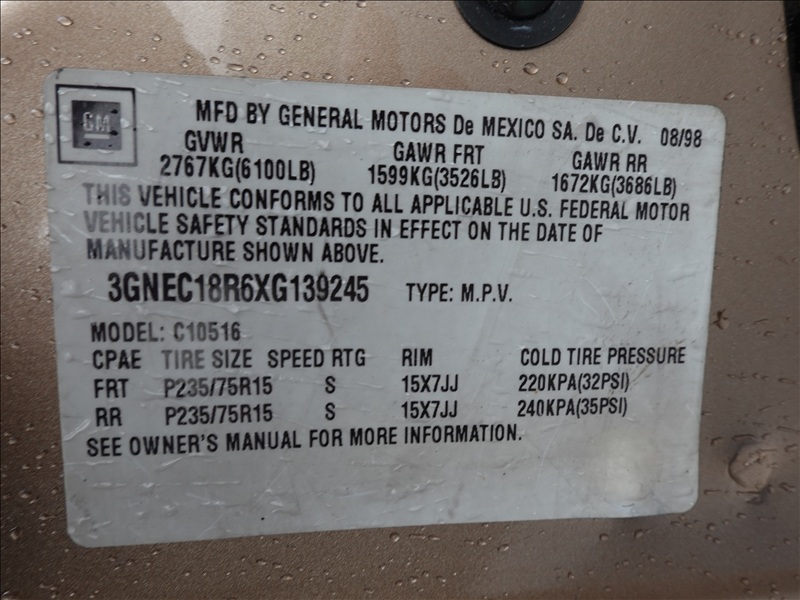 GM
MFD BY GENERAL MOTORS De MEXICO SA. De C.V. 08/98
GVWR GAWR FRT GAWR RR
2767KG(6100LB) 1599KG(3526LB) 1672KG(3686LB)
THIS VEHICLE CONFORMS TO ALL APPLICABLE U.S. FEDERAL MOTOR
VEHICLE SAFETY STANDARDS IN EFFECT ON THE DATE OF
MANUFACTURE SHOWN ABOVE.
3GNEC18R6XG139245 TYPE: M.P.V.
MODEL: C10516
CPAE TIRE SIZE SPEED RTG RIM COLD TIRE PRESSURE
FRT P235/75R15 S 15X7JJ 220KPA(32PSI)
RR P235/75R15 S 15X7JJ 240KPA(35PSI)
SEE OWNER'S MANUAL FOR MORE INFORMATION.